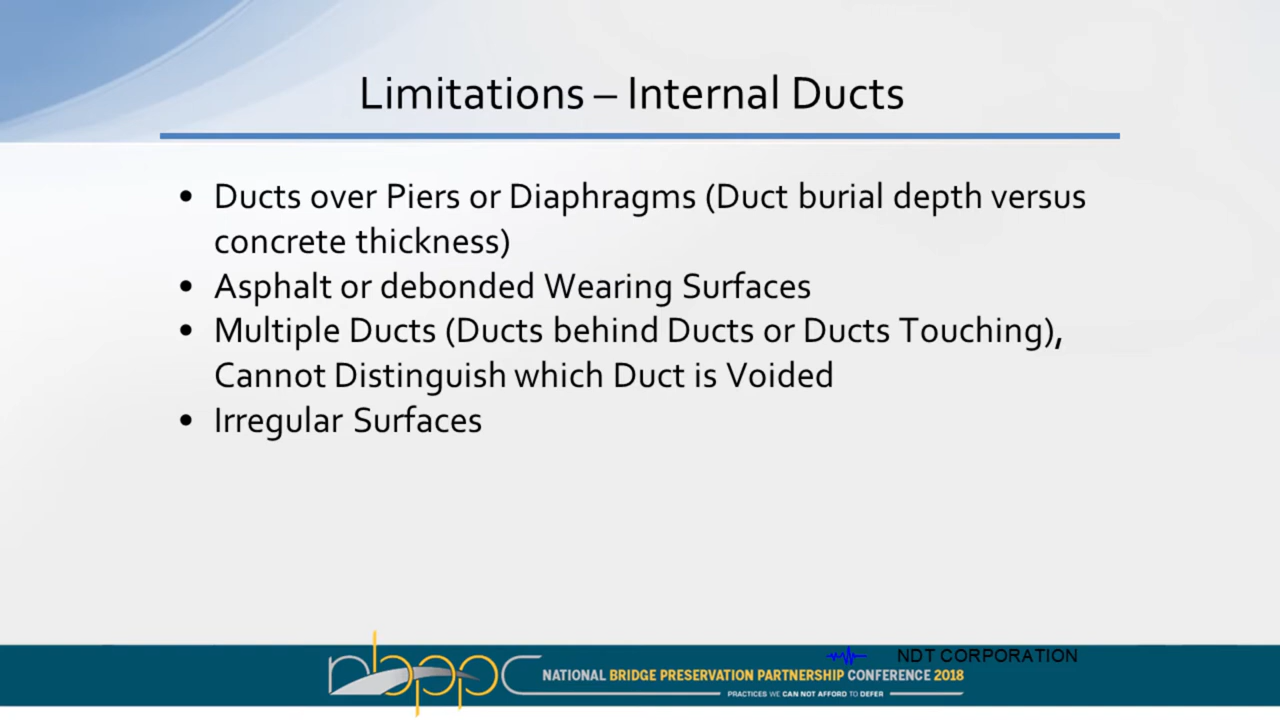 Limitations – Internal Ducts
• Ducts over Piers or Diaphragms (Duct burial depth versus
concrete thickness)
• Asphalt or debonded Wearing Surfaces
• Multiple Ducts (Ducts behind Ducts or Ducts Touching),
Cannot Distinguish which Duct is Voided
• Irregular Surfaces
NDT CORPORATION
nbppc
NATIONAL BRIDGE PRESERVATION PARTNERSHIP CONFERENCE 2018
PRACTICES WE CAN NOT AFFORD TO DEFER